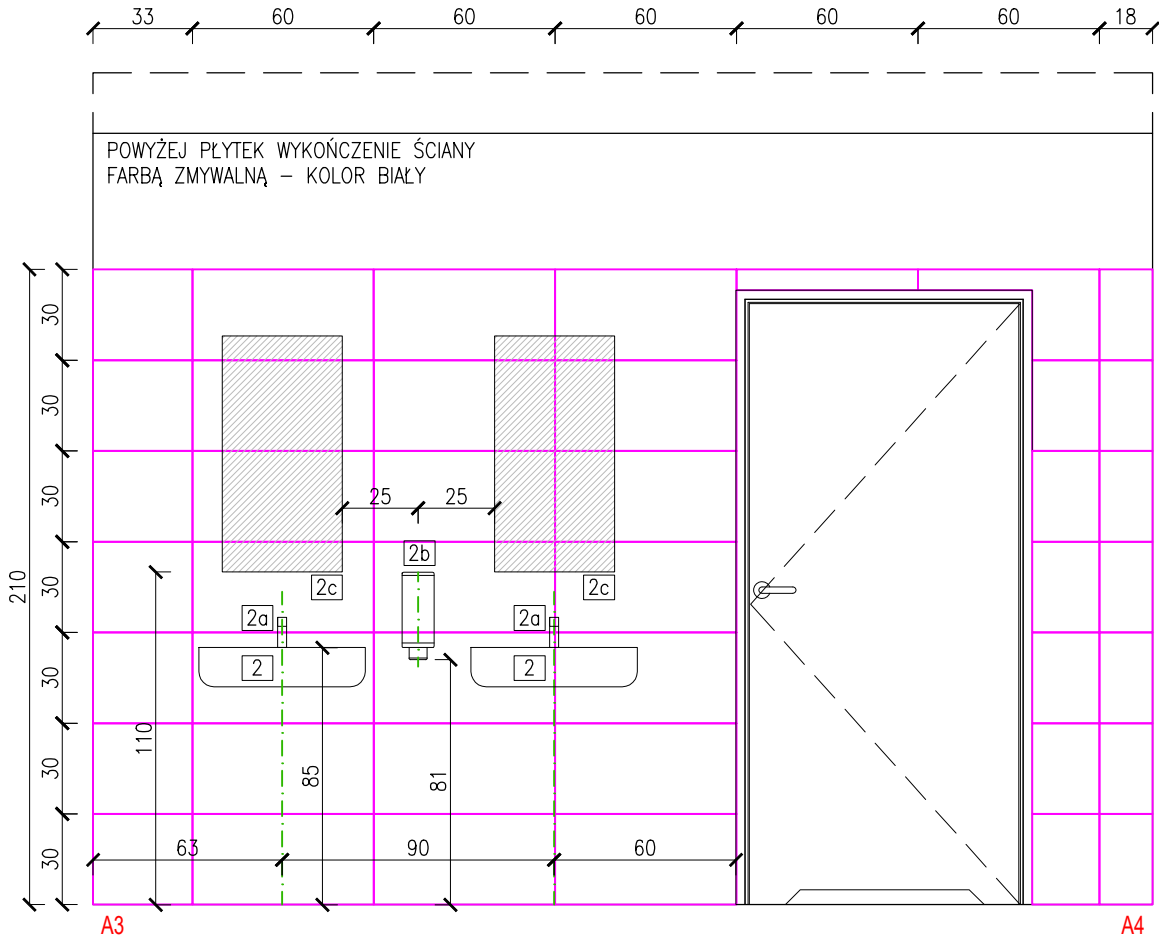 33 60 60 60 60 60 18
POWYŻEJ PŁYTEK WYKOŃCZENIE ŚCIANY
FARBĄ ZMYWALNĄ – KOLOR BIAŁY
30
30
25 25
30
2b
210
30
2c 2c
2a 2a
30
2 2
110
85
81
30
63 90 60
30
A3 A4